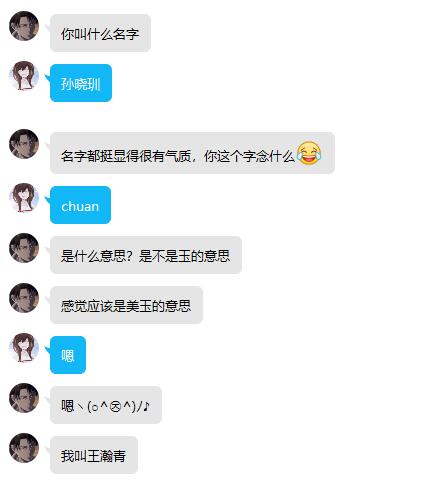 你叫什么名字
孙晓玔
名字都挺显得很有气质，你这个字念什么😂
chuan
是什么意思？是不是玉的意思
感觉应该是美玉的意思
嗯
嗯ヽ(○^㉨^)ﾉ♪
我叫王瀚青